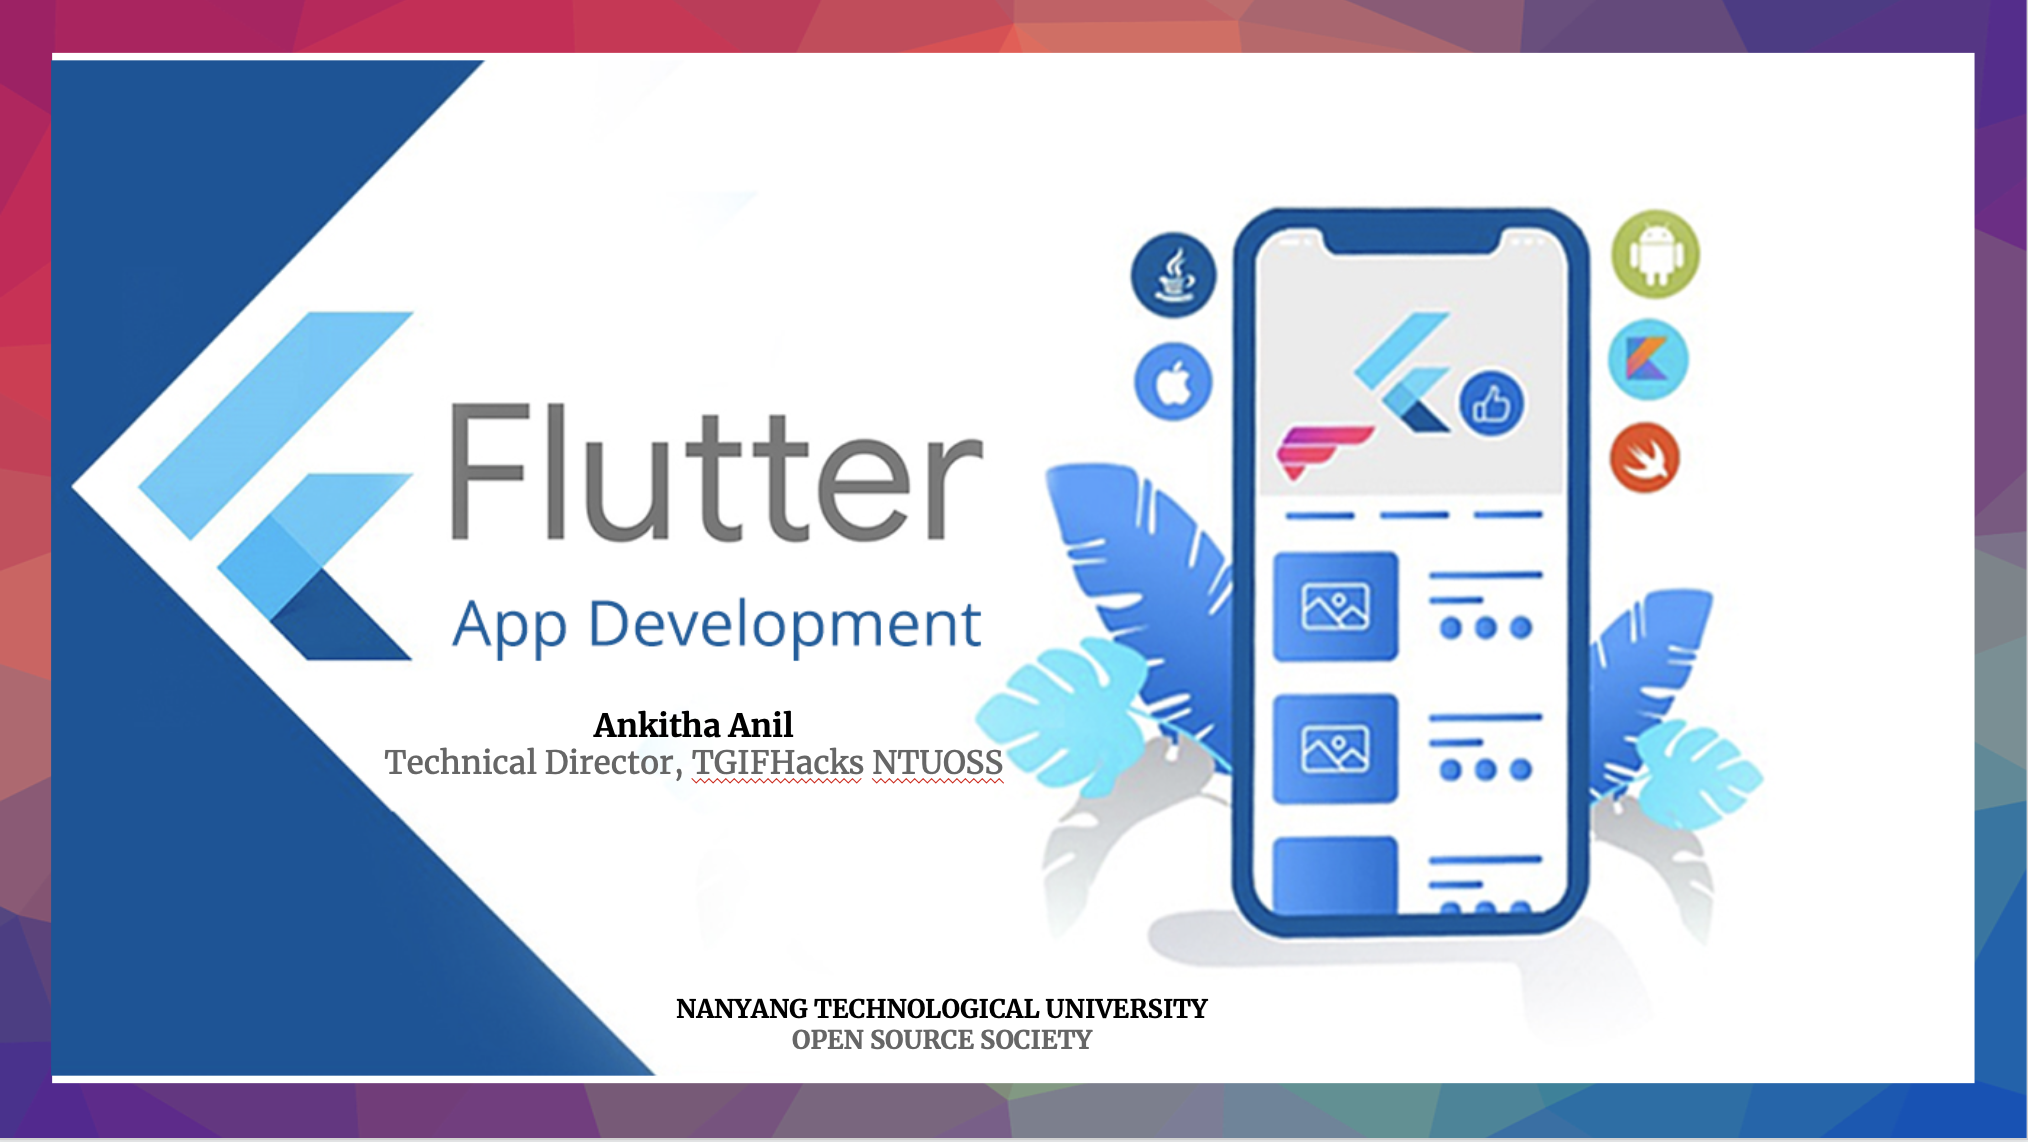 Flutter
App Development
Ankitha Anil
Technical Director, TGIFHacks NTUOSS
NANYANG TECHNOLOGICAL UNIVERSITY
OPEN SOURCE SOCIETY